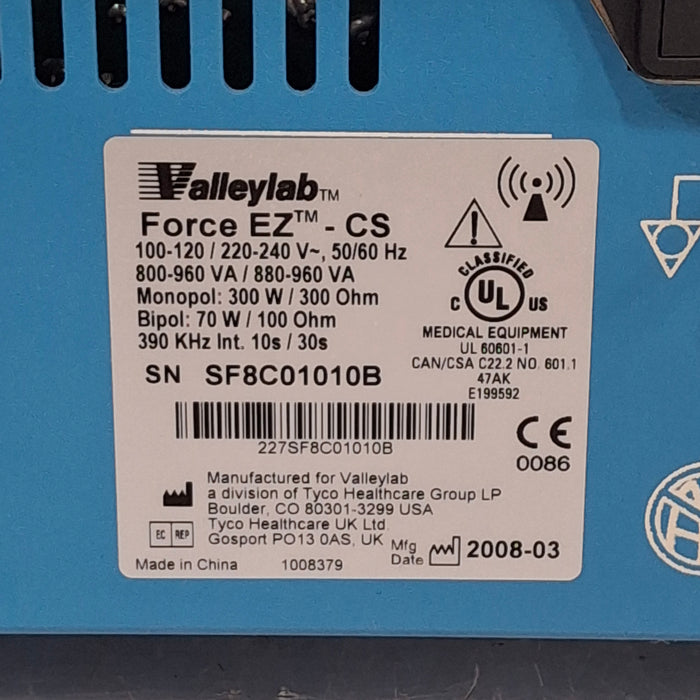 Valleylab™
Force EZ™ - CS
100-120 / 220-240 V~, 50/60 Hz
800-960 VA / 880-960 VA
Monopol: 300 W / 300 Ohm
Bipol: 70 W / 100 Ohm
390 KHz Int. 10s / 30s
CLASSIFIED
C UL US
MEDICAL EQUIPMENT
UL 60601-1
CAN/CSA C22.2 NO. 601.1
47AK
E199592
SN SF8C01010B
227SF8C01010B
CE
0086
Manufactured for Valleylab
a division of Tyco Healthcare Group LP
Boulder, CO 80301-3299 USA
EC REP
Tyco Healthcare UK Ltd.
Gosport PO13 0AS, UK
Mfg
Date
2008-03
Made in China
1008379